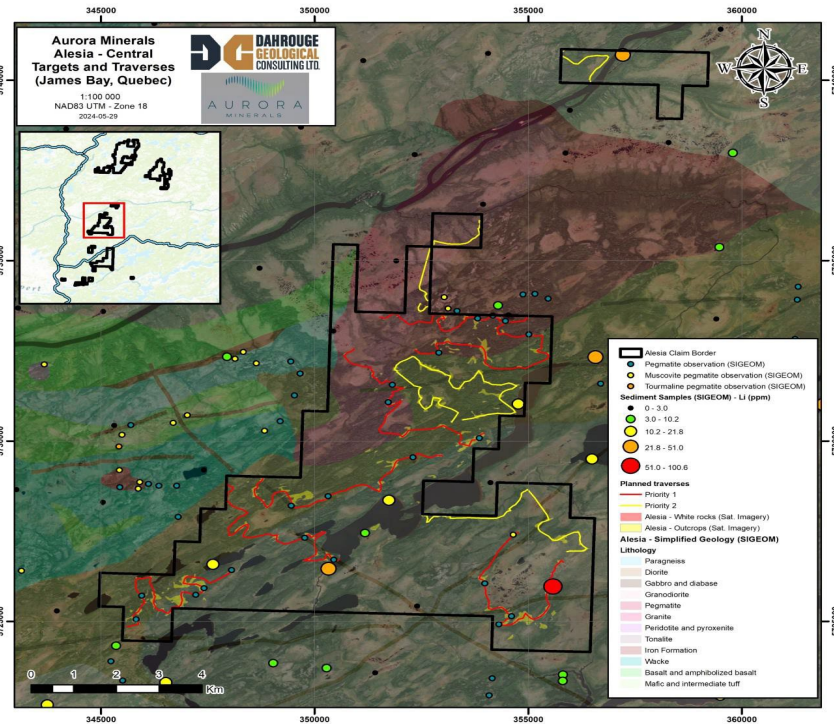 345000 350000 355000 360000
Aurora Minerals
Alesia - Central
Targets and Traverses
(James Bay, Quebec)
1:100 000
NAD83 UTM - Zone 18
2024-05-29
DAHROUGE
GEOLOGICAL
CONSULTING LTD.
AURORA
MINERALS
N
W E
S
Alesia Claim Border
Pegmatite observation (SIGEOM)
Muscovite pegmatite observation (SIGEOM)
Tourmaline pegmatite observation (SIGEOM)
Sediment Samples (SIGEOM) - Li (ppm)
0 - 3.0
3.0 - 10.2
10.2 - 21.8
21.8 - 51.0
51.0 - 100.6
Planned traverses
Priority 1
Priority 2
Alesia - White rocks (Sat. Imagery)
Alesia - Outcrops (Sat. Imagery)
Alesia - Simplified Geology (SIGEOM)
Lithology
Paragneiss
Diorite
Gabbro and diabase
Granodiorite
Pegmatite
Granite
Peridotite and pyroxenite
Tonalite
Iron Formation
Wacke
Basalt and amphibolized basalt
Mafic and intermediate tuff
0 1 2 3 4
Km
345000 350000 355000 360000